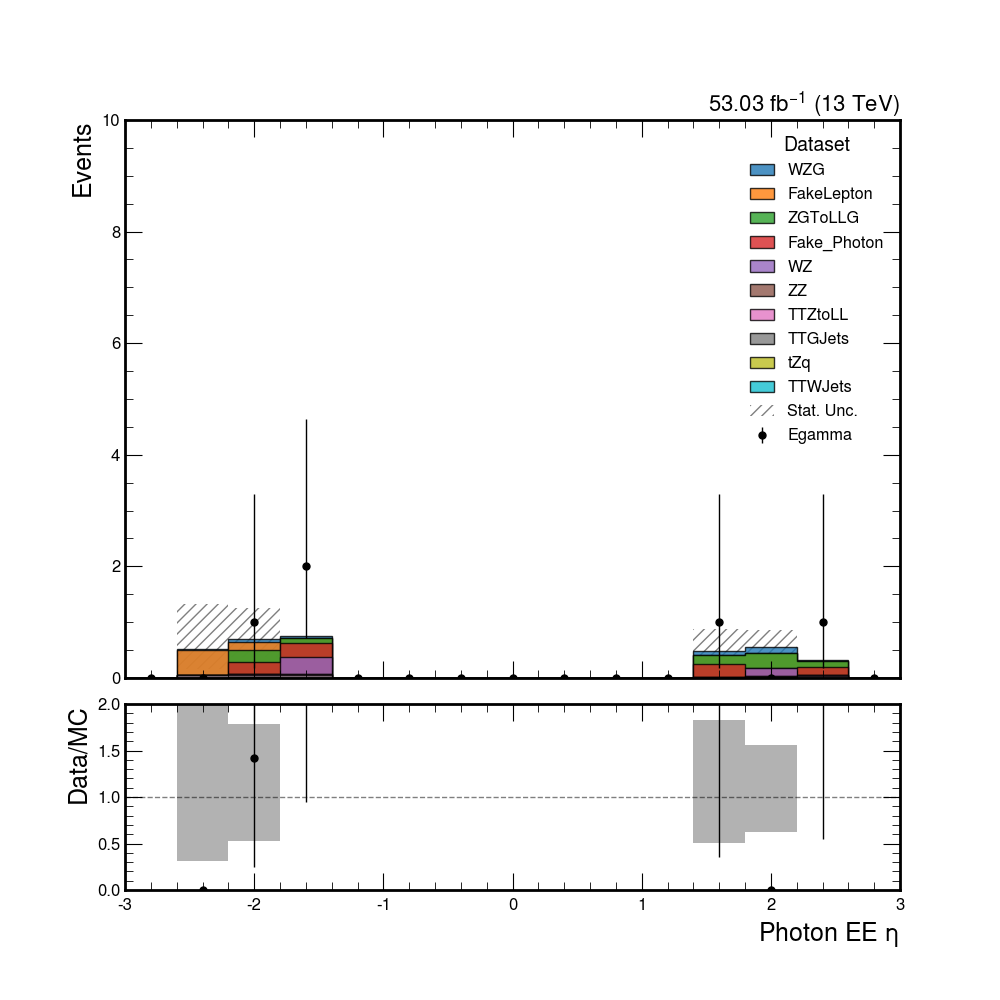 53.03 fb⁻¹ (13 TeV)
Events
10
8
6
4
2
0
Dataset
WZG
FakeLepton
ZGToLLG
Fake_Photon
WZ
ZZ
TTZtoLL
TTGJets
tZq
TTWJets
Stat. Unc.
Egamma
Data/MC
2.0
1.5
1.0
0.5
0.0
-3 -2 -1 0 1 2 3
Photon EE η